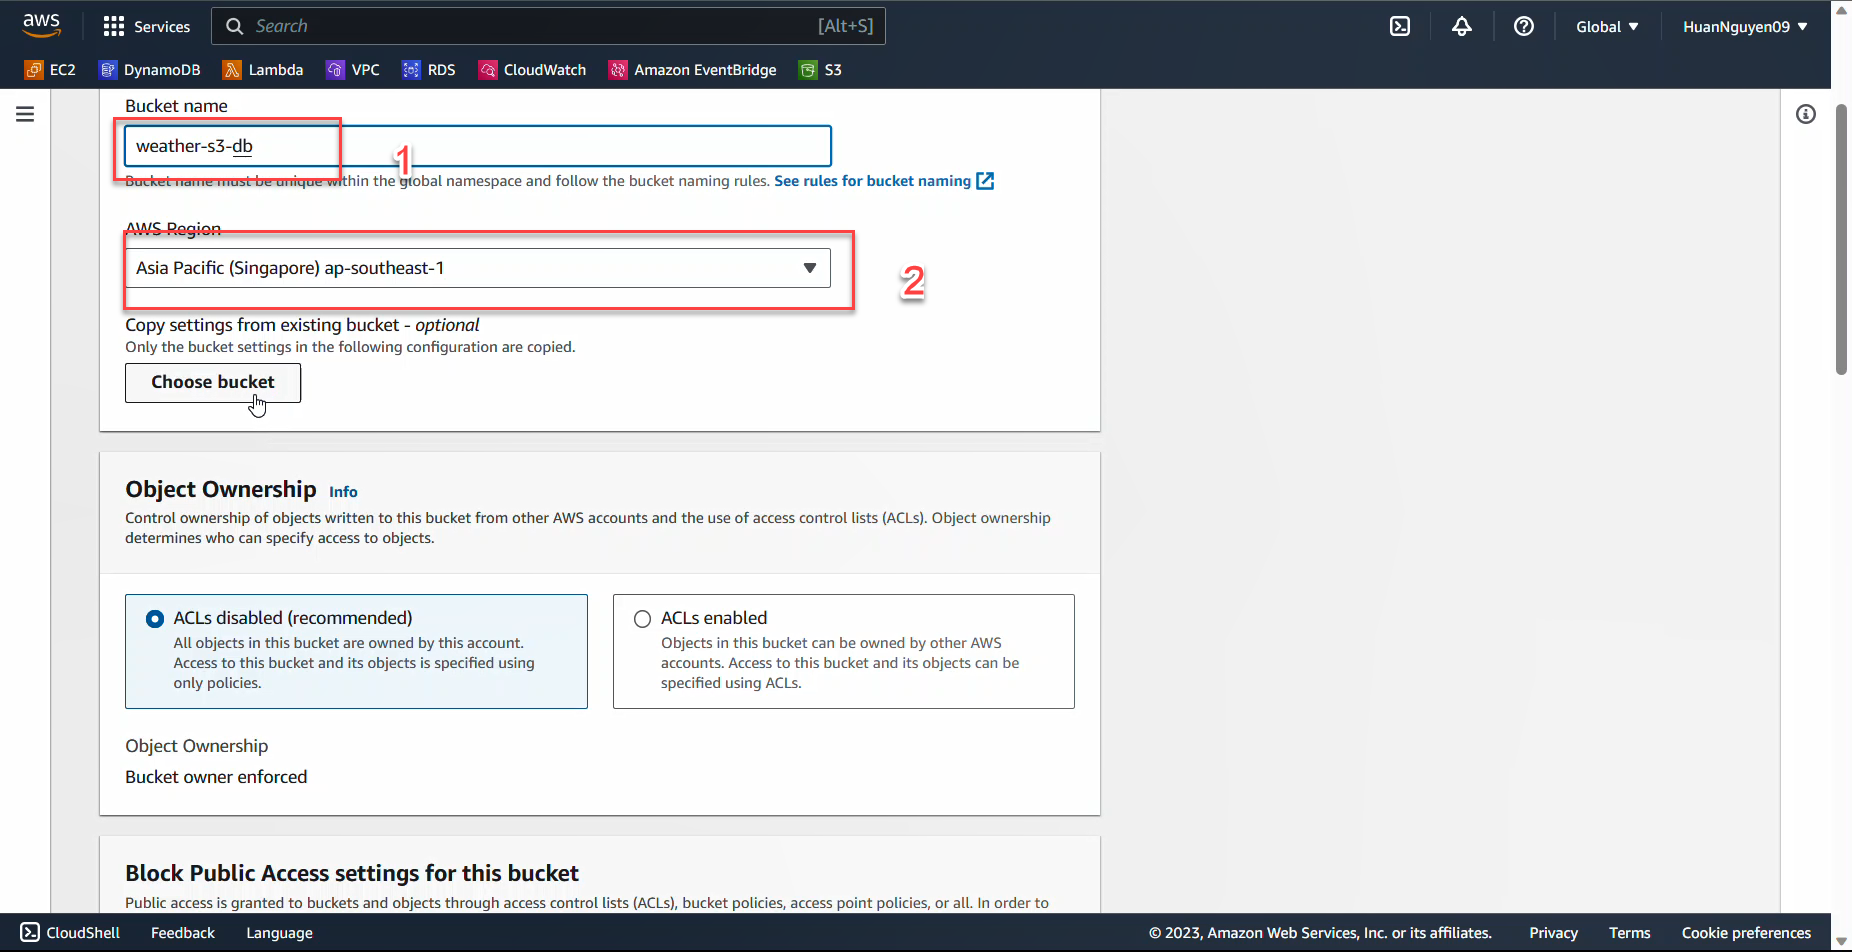 aws
Services
Search
[Alt+S]
Global
HuanNguyen09
EC2
DynamoDB
Lambda
VPC
RDS
CloudWatch
Amazon EventBridge
S3
Bucket name
weather-s3-db
1
Bucket name must be unique within the global namespace and follow the bucket naming rules. See rules for bucket naming
AWS Region
Asia Pacific (Singapore) ap-southeast-1
2
Copy settings from existing bucket - optional
Only the bucket settings in the following configuration are copied.
Choose bucket
Object Ownership Info
Control ownership of objects written to this bucket from other AWS accounts and the use of access control lists (ACLs). Object ownership
determines who can specify access to objects.
ACLs disabled (recommended)
All objects in this bucket are owned by this account.
Access to this bucket and its objects is specified using
only policies.
ACLs enabled
Objects in this bucket can be owned by other AWS
accounts. Access to this bucket and its objects can be
specified using ACLs.
Object Ownership
Bucket owner enforced
Block Public Access settings for this bucket
Public access is granted to buckets and objects through access control lists (ACLs), bucket policies, access point policies, or all. In order to
CloudShell
Feedback
Language
© 2023, Amazon Web Services, Inc. or its affiliates.
Privacy
Terms
Cookie preferences